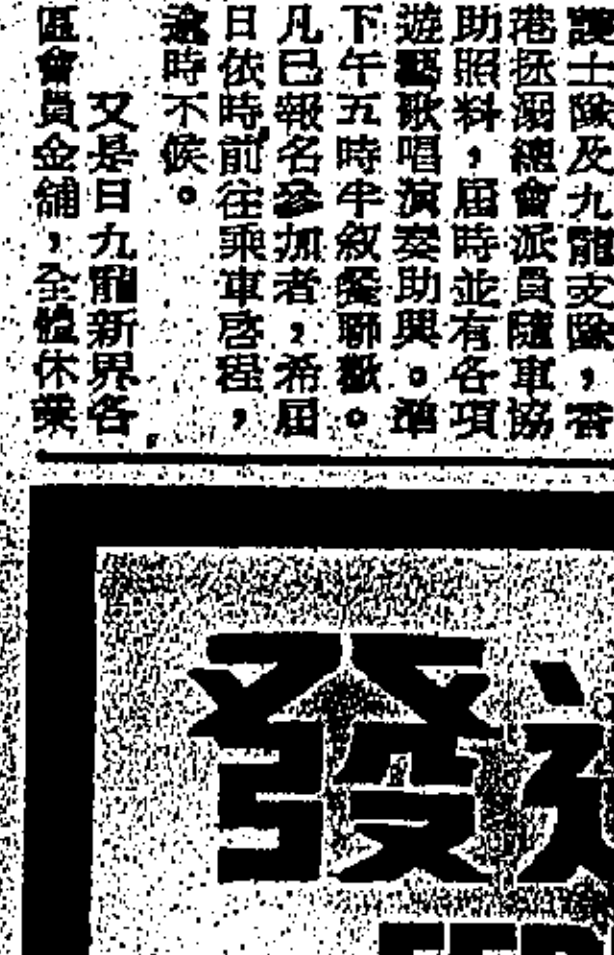 護士隊及九龍支隊，香
港拯溺總會派員隨車協
助照料，屆時並有各項
遊藝歌唱演奏助興。準
下午五時半敘餐聯歡。
凡已報名參加者，希屆
日依時前往乘車啓程，
逾時不候。
又是日九龍新界各
區會員金舖，全體休業
發